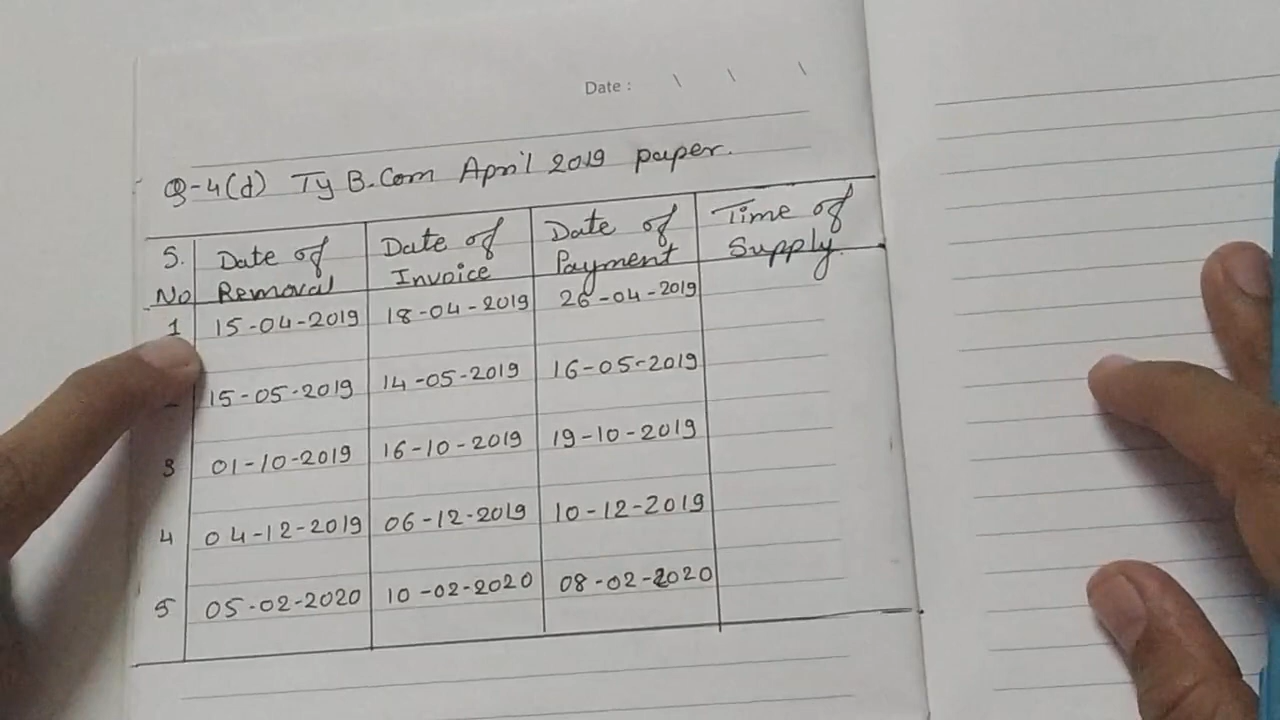 Date :
Q-4(d) Ty B.Com April 2019 paper.
S. No Date of Removal Date of Invoice Date of Payment Time of Supply.
1 15-04-2019 18-04-2019 26-04-2019
15-05-2019 14-05-2019 16-05-2019
3 01-10-2019 16-10-2019 19-10-2019
4 04-12-2019 06-12-2019 10-12-2019
5 05-02-2020 10-02-2020 08-02-2020